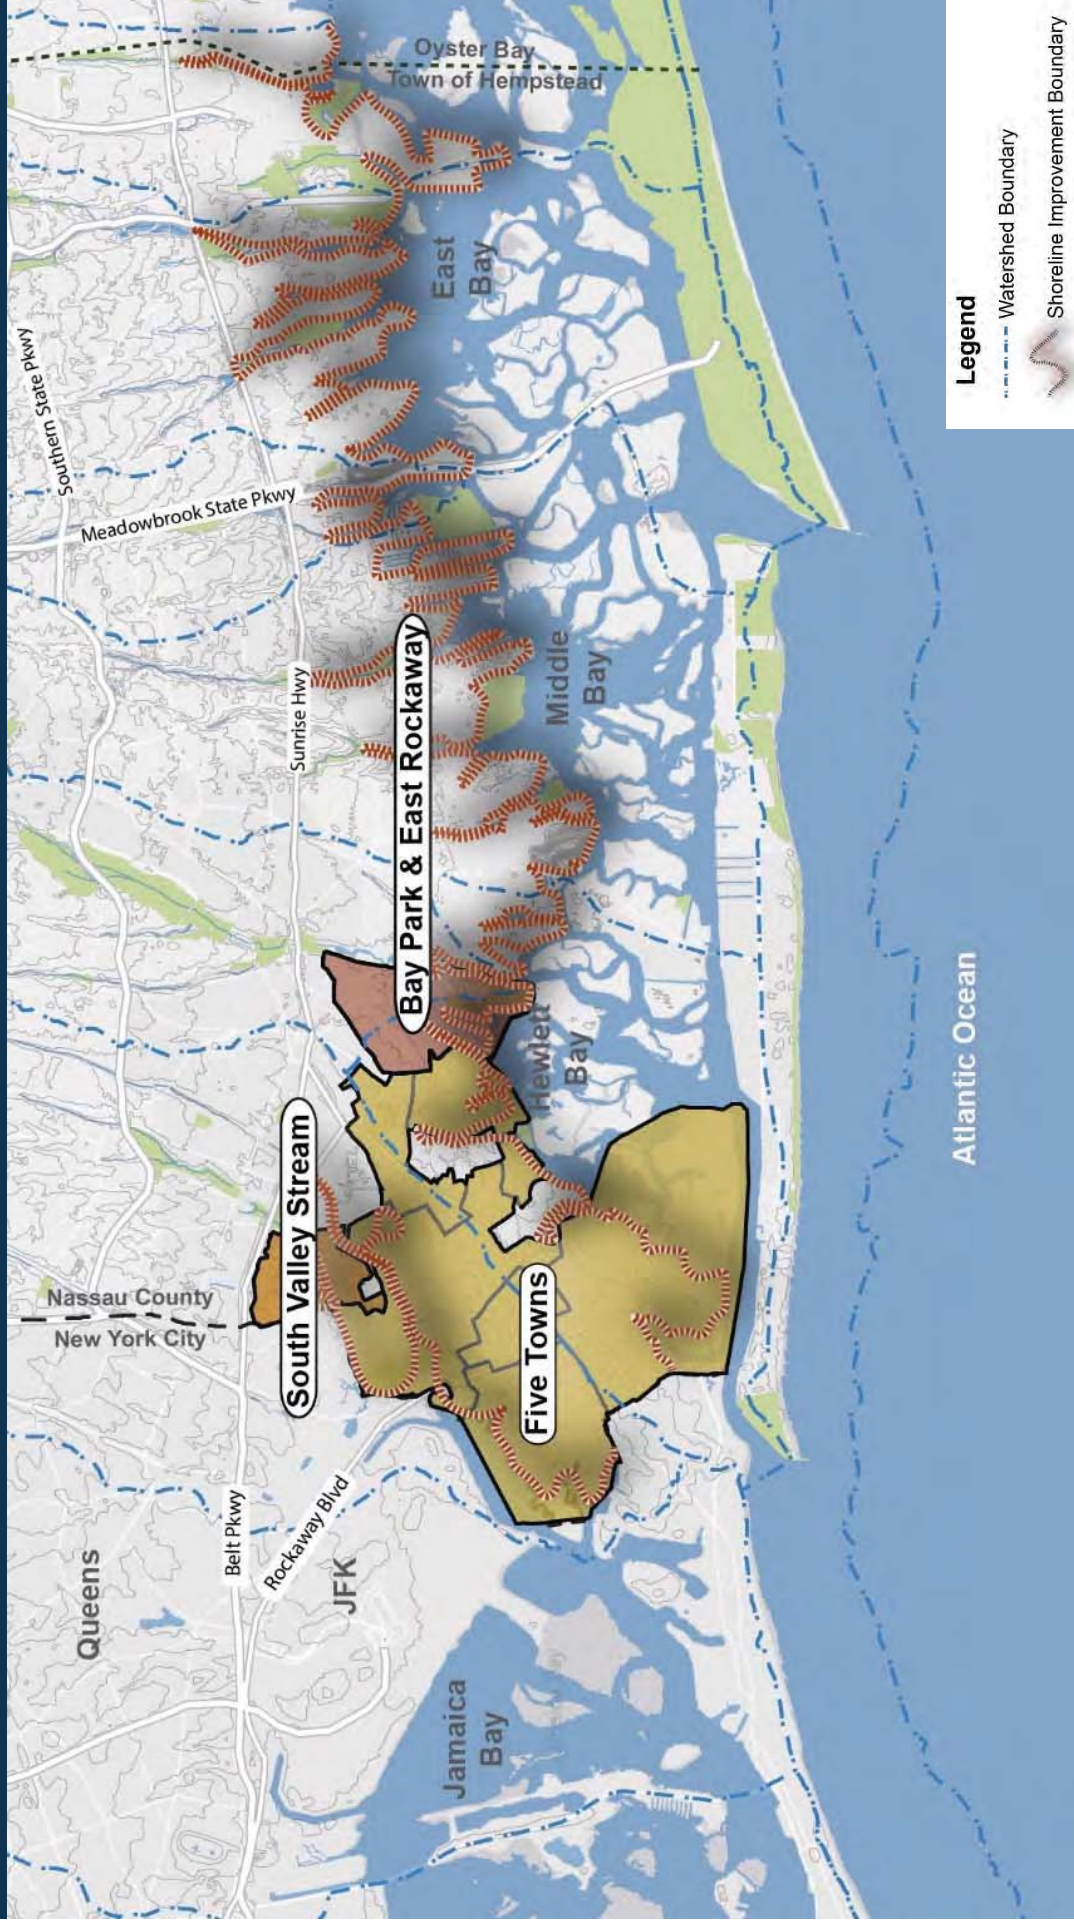 Queens
Nassau County
New York City
Belt Pkwy
Rockaway Blvd
JFK
Jamaica
Bay
South Valley Stream
Five Towns
Bay Park & East Rockaway
Hewlett
Bay
Sunrise Hwy
Middle
Bay
Meadowbrook State Pkwy
Southern State Pkwy
East
Bay
Oyster Bay
Town of Hempstead
Atlantic Ocean
Legend
Watershed Boundary
Shoreline Improvement Boundary